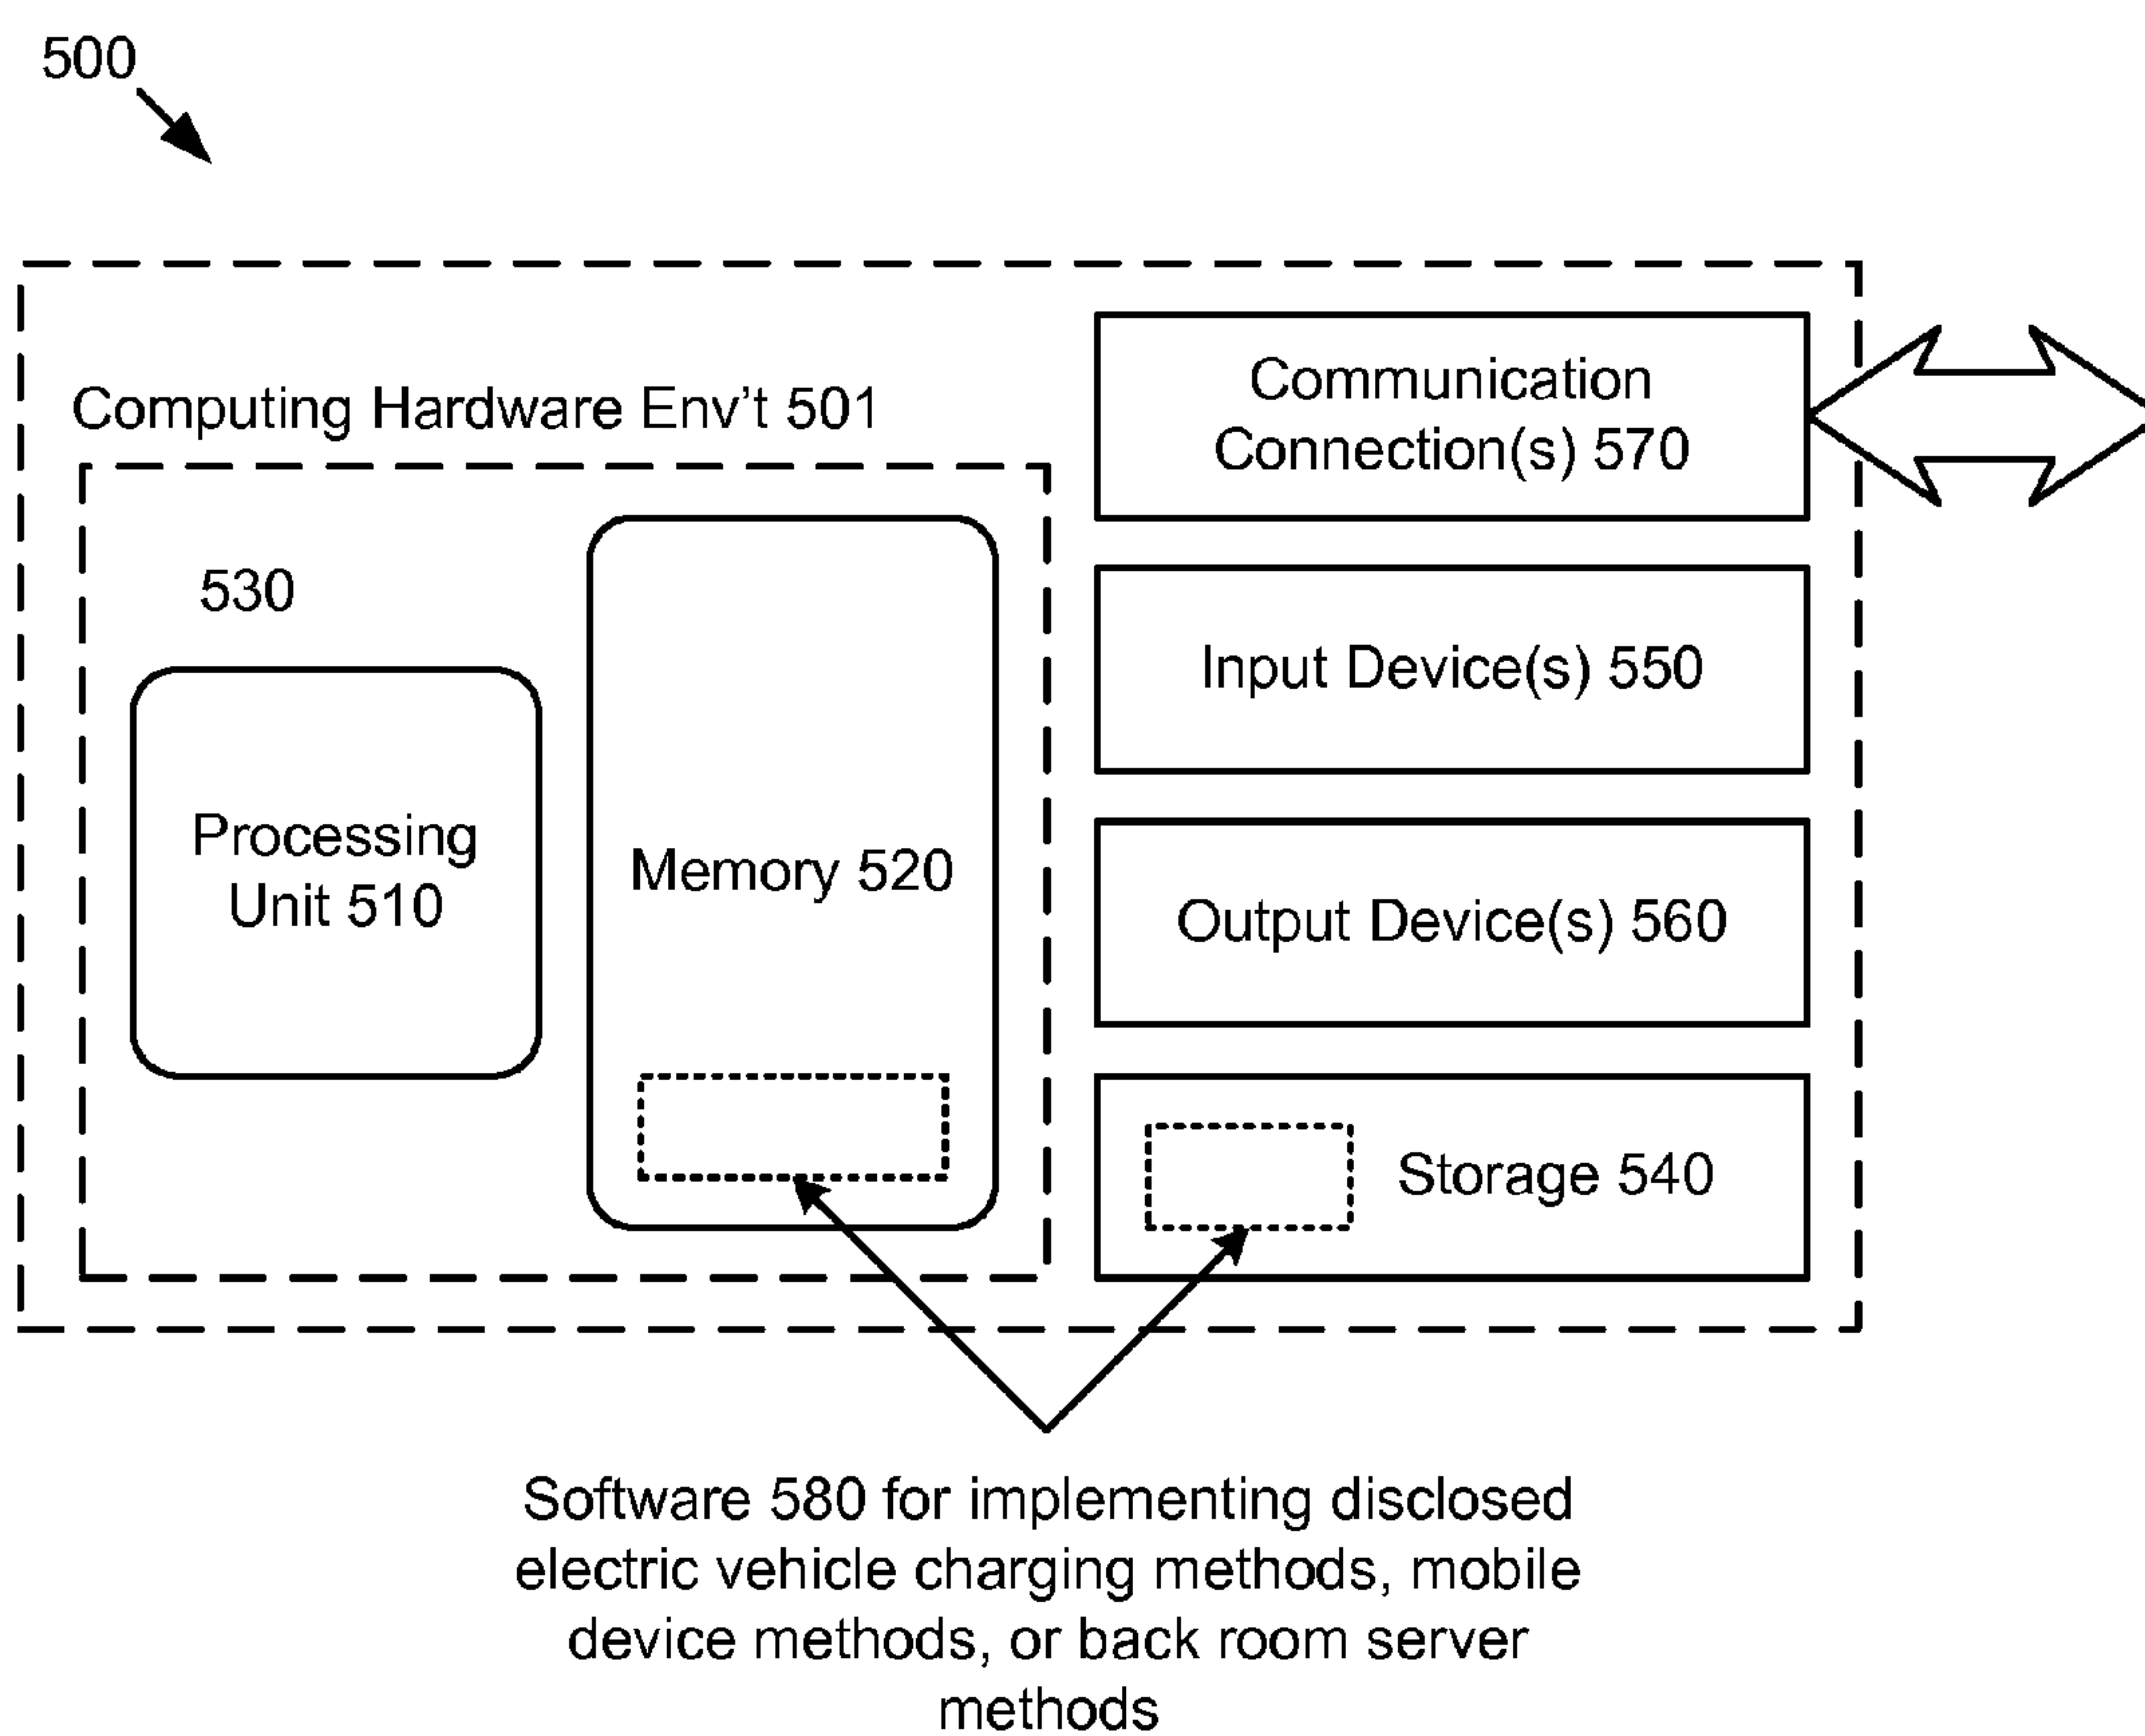 500
Computing Hardware Env't 501
530
Processing
Unit 510
Memory 520
Communication
Connection(s) 570
Input Device(s) 550
Output Device(s) 560
Storage 540
Software 580 for implementing disclosed
electric vehicle charging methods, mobile
device methods, or back room server
methods